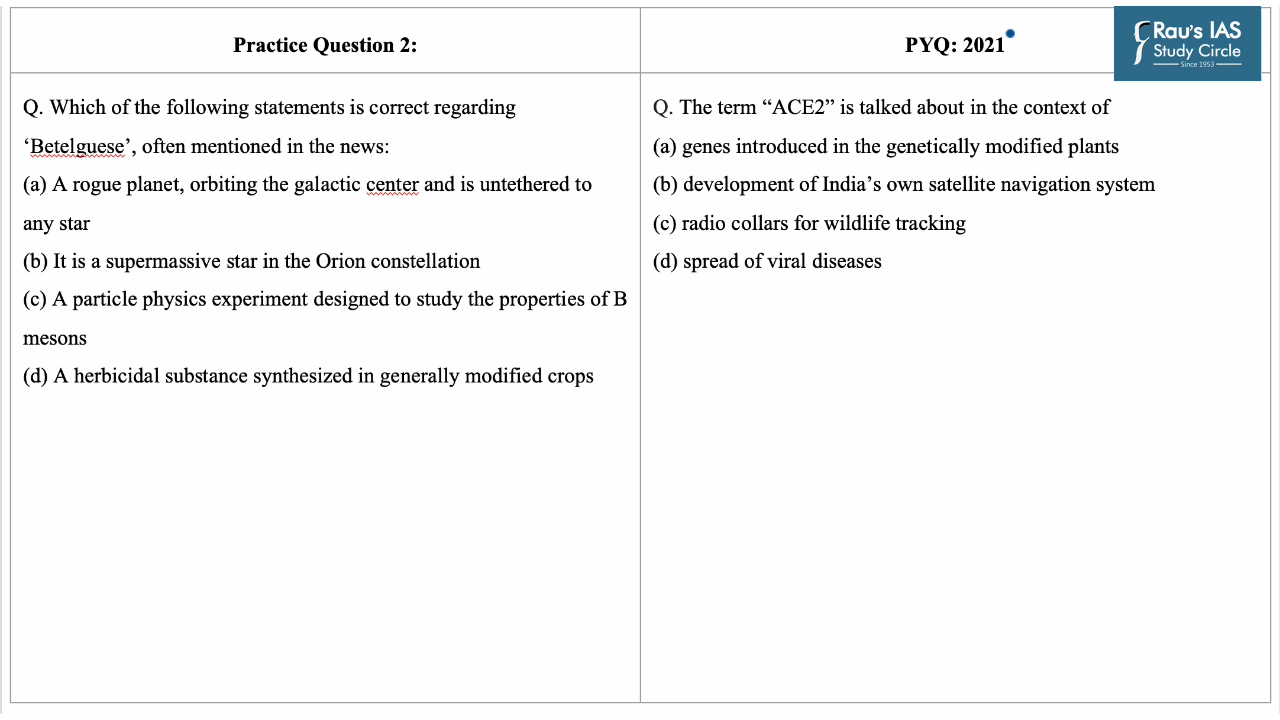 Practice Question 2:
Q. Which of the following statements is correct regarding
‘Betelguese’, often mentioned in the news:
(a) A rogue planet, orbiting the galactic center and is untethered to
any star
(b) It is a supermassive star in the Orion constellation
(c) A particle physics experiment designed to study the properties of B
mesons
(d) A herbicidal substance synthesized in generally modified crops
PYQ: 2021
Q. The term “ACE2” is talked about in the context of
(a) genes introduced in the genetically modified plants
(b) development of India’s own satellite navigation system
(c) radio collars for wildlife tracking
(d) spread of viral diseases
Rau's IAS
Study Circle
Since 1953